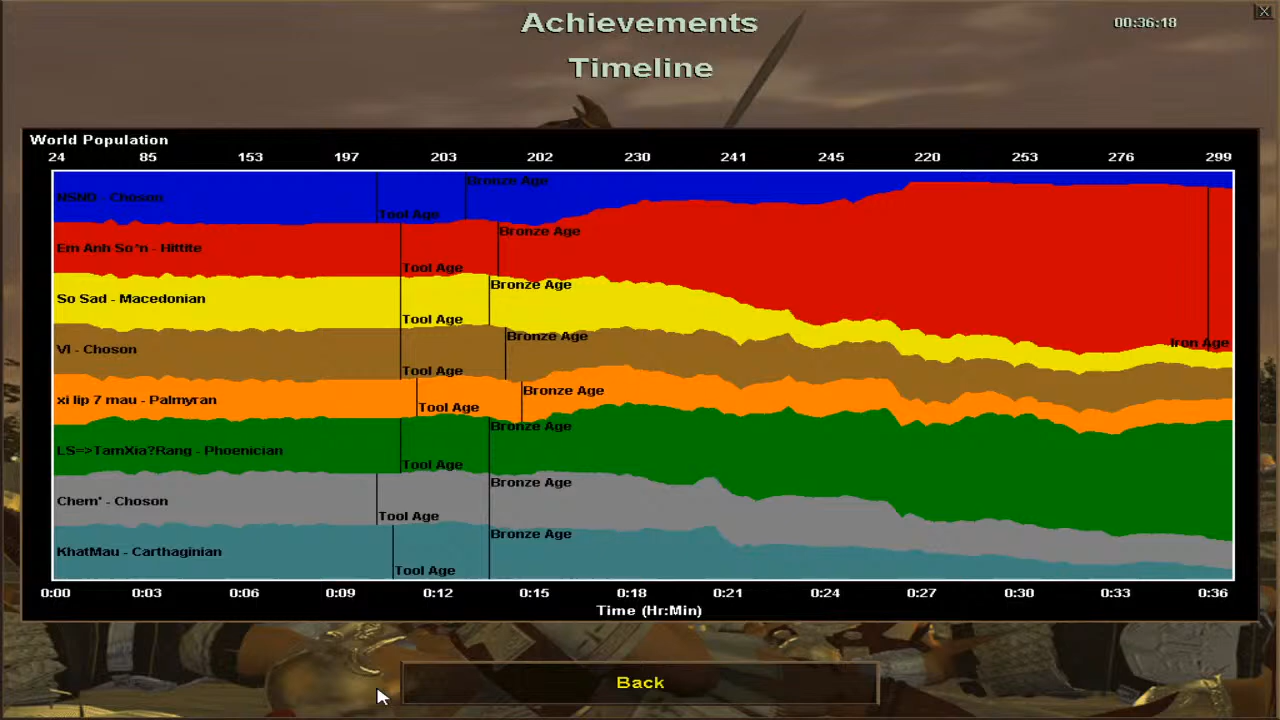 Achievements
00:36:18
Timeline
World Population
24 85 153 197 203 202 230 241 245 220 253 276 299
Bronze Age
NSND - Choson
Tool Age
Bronze Age
Em Anh So^n - Hittite
Tool Age
Bronze Age
So Sad - Macedonian
Tool Age
Bronze Age
Iron Age
VI - Choson
Tool Age
Bronze Age
xi lip 7 mau - Palmyran
Tool Age
Bronze Age
LS=>TamXia?Rang - Phoenician
Tool Age
Bronze Age
Chem' - Choson
Tool Age
Bronze Age
KhatMau - Carthaginian
Tool Age
0:00 0:03 0:06 0:09 0:12 0:15 0:18 0:21 0:24 0:27 0:30 0:33 0:36
Time (Hr:Min)
Back